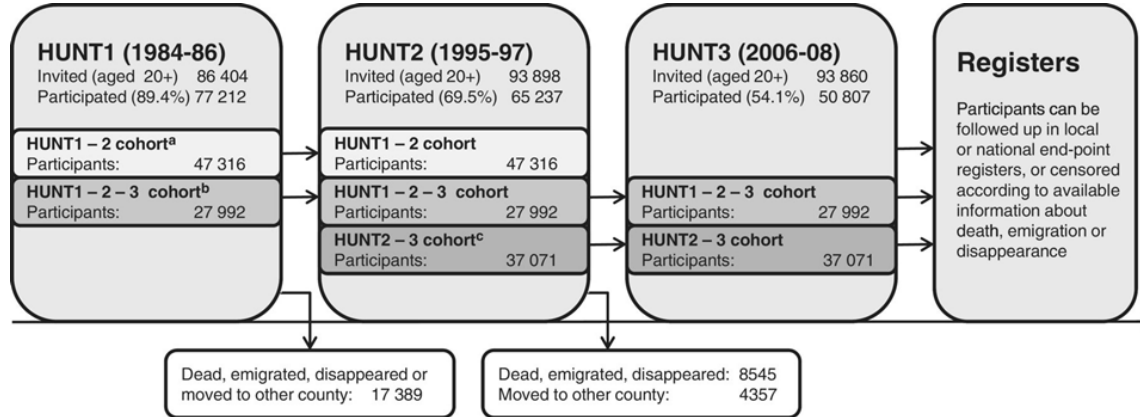 HUNT1 (1984-86)
Invited (aged 20+) 86 404
Participated (89.4%) 77 212
HUNT1 – 2 cohortᵃ
Participants: 47 316
HUNT1 – 2 – 3 cohortᵇ
Participants: 27 992
HUNT2 (1995-97)
Invited (aged 20+) 93 898
Participated (69.5%) 65 237
HUNT1 – 2 cohort
Participants: 47 316
HUNT1 – 2 – 3 cohort
Participants: 27 992
HUNT2 – 3 cohortᶜ
Participants: 37 071
HUNT3 (2006-08)
Invited (aged 20+) 93 860
Participated (54.1%) 50 807
HUNT1 – 2 – 3 cohort
Participants: 27 992
HUNT2 – 3 cohort
Participants: 37 071
Registers
Participants can be
followed up in local
or national end-point
registers, or censored
according to available
information about
death, emigration or
disappearance
Dead, emigrated, disappeared or
moved to other county: 17 389
Dead, emigrated, disappeared: 8545
Moved to other county: 4357